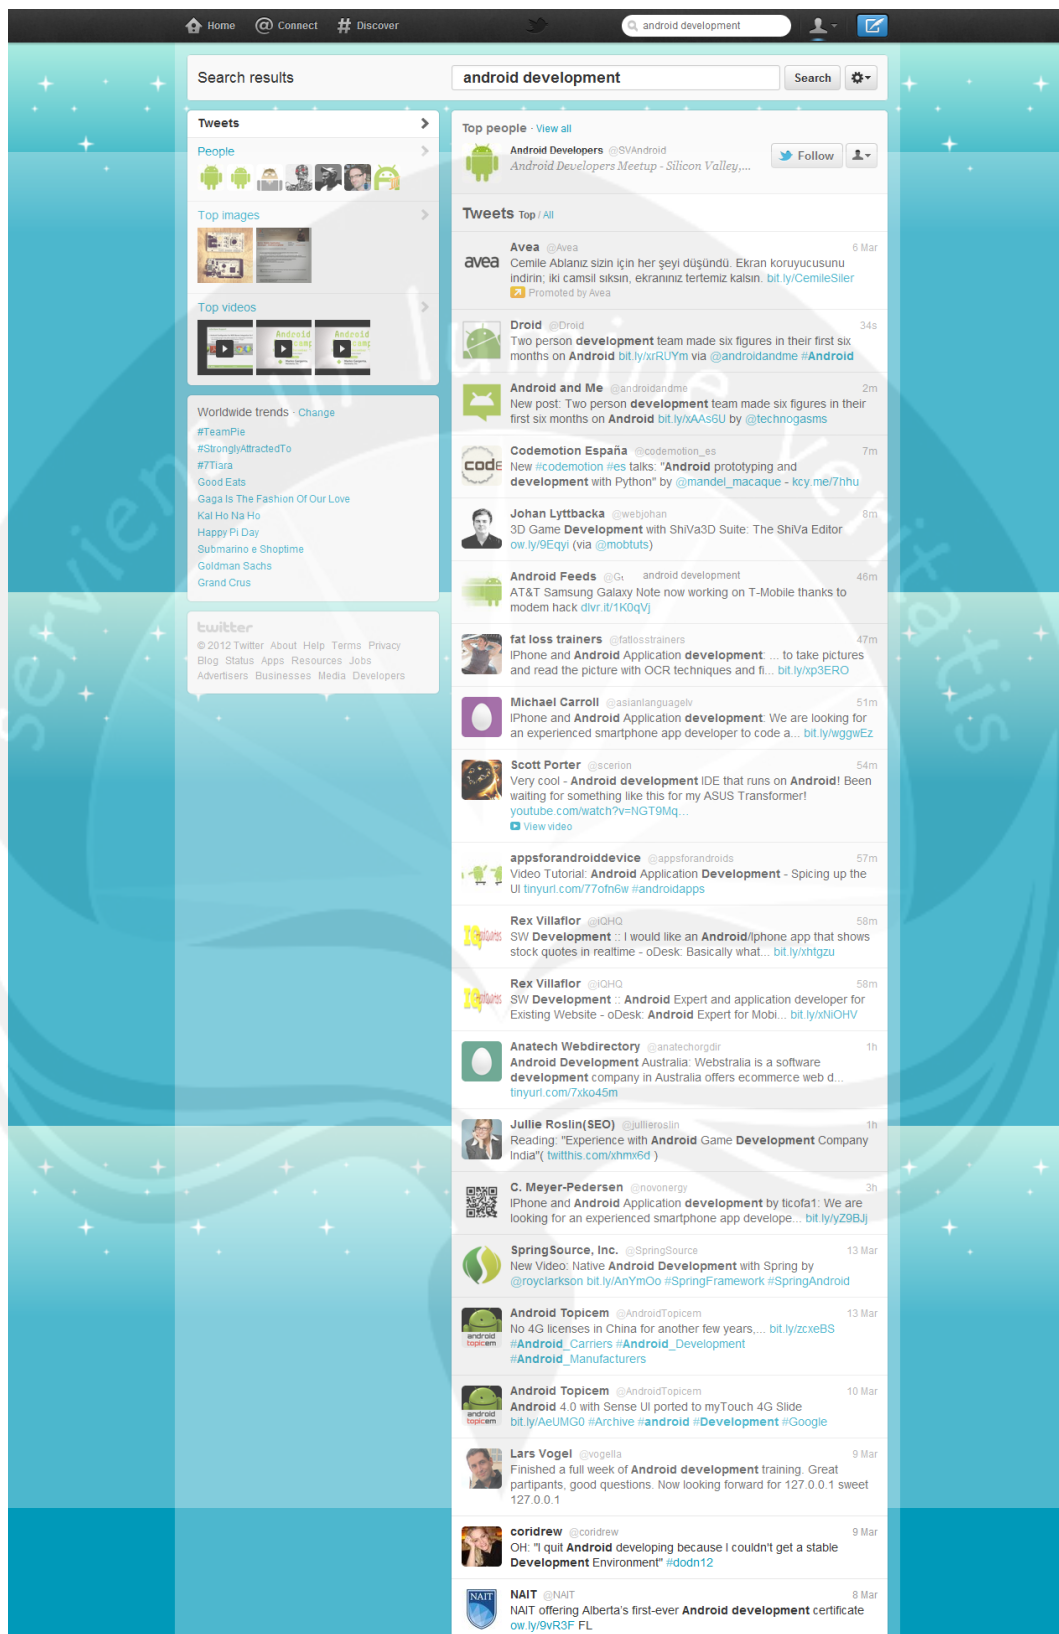 Home @ Connect # Discover android development
Search results android development Search
Tweets
People
Top images
Top videos
Worldwide trends · Change
#TeamPie
#StronglyAttractedTo
#7Tiara
Good Eats
Gaga Is The Fashion Of Our Love
Kal Ho Na Ho
Happy Pi Day
Submarino e Shoptime
Goldman Sachs
Grand Crus
twitter
© 2012 Twitter About Help Terms Privacy
Blog Status Apps Resources Jobs
Advertisers Businesses Media Developers
Top people · View all
Android Developers @SVAndroid
Android Developers Meetup - Silicon Valley,...
Follow
Tweets Top / All
Avea @Avea 6 Mar
avea
Cemile Ablanız sizin için her şeyi düşündü. Ekran koruyucusunu
indirin; iki camsil sıksın, ekranınız tertemiz kalsın. bit.ly/CemileSiler
Promoted by Avea
Droid @Droid 34s
Two person development team made six figures in their first six
months on Android bit.ly/xrRUYm via @androidandme #Android
Android and Me @androidandme 2m
New post: Two person development team made six figures in their
first six months on Android bit.ly/xAAs6U by @technogasms
Codemotion España @codemotion_es 7m
code
New #codemotion #es talks: "Android prototyping and
development with Python" by @mandel_macaque - kcy.me/7hhu
Johan Lyttbacka @webjohan 8m
3D Game Development with ShiVa3D Suite: The ShiVa Editor
ow.ly/9Eqyi (via @mobtuts)
Android Feeds android development 46m
AT&T Samsung Galaxy Note now working on T-Mobile thanks to
modem hack dlvr.it/1K0qVj
fat loss trainers @fatlosstrainers 47m
IPhone and Android Application development: ... to take pictures
and read the picture with OCR techniques and fi... bit.ly/xp3ERO
Michael Carroll @asianlanguagelv 51m
IPhone and Android Application development: We are looking for
an experienced smartphone app developer to code a... bit.ly/wggwEz
Scott Porter @scerion 54m
Very cool - Android development IDE that runs on Android! Been
waiting for something like this for my ASUS Transformer!
youtube.com/watch?v=NGT9Mq...
View video
appsforandroiddevice @appsforandroids 57m
Video Tutorial: Android Application Development - Spicing up the
UI tinyurl.com/77ofn6w #androidapps
Rex Villaflor @iQHQ 58m
SW Development :: I would like an Android/Iphone app that shows
stock quotes in realtime - oDesk: Basically what... bit.ly/xhtgzu
Rex Villaflor @iQHQ 58m
SW Development :: Android Expert and application developer for
Existing Website - oDesk: Android Expert for Mobi... bit.ly/xNiOHV
Anatech Webdirectory @anatechorgdir 1h
Android Development Australia: Webstralia is a software
development company in Australia offers ecommerce web d...
tinyurl.com/7xko45m
Jullie Roslin(SEO) @jullieroslin 1h
Reading: "Experience with Android Game Development Company
India"( twitthis.com/xhmx6d )
C. Meyer-Pedersen @novonergy 3h
IPhone and Android Application development by ticofa1: We are
looking for an experienced smartphone app develope... bit.ly/yZ9BJj
SpringSource, Inc. @SpringSource 13 Mar
New Video: Native Android Development with Spring by
@royclarkson bit.ly/AnYmOo #SpringFramework #SpringAndroid
Android Topicem @AndroidTopicem 13 Mar
No 4G licenses in China for another few years,... bit.ly/zcxeBS
android
topicem
#Android_Carriers #Android_Development
#Android_Manufacturers
Android Topicem @AndroidTopicem 10 Mar
Android 4.0 with Sense UI ported to myTouch 4G Slide
android
topicem
bit.ly/AeUMG0 #Archive #android #Development #Google
Lars Vogel @vogella 9 Mar
Finished a full week of Android development training. Great
partipants, good questions. Now looking forward for 127.0.0.1 sweet
127.0.0.1
coridrew @coridrew 9 Mar
OH: "I quit Android developing because I couldn't get a stable
Development Environment" #dodn12
NAIT @NAIT 8 Mar
NAIT
NAIT offering Alberta's first-ever Android development certificate
ow.ly/9vR3F FL
serviens in lumine veritatis